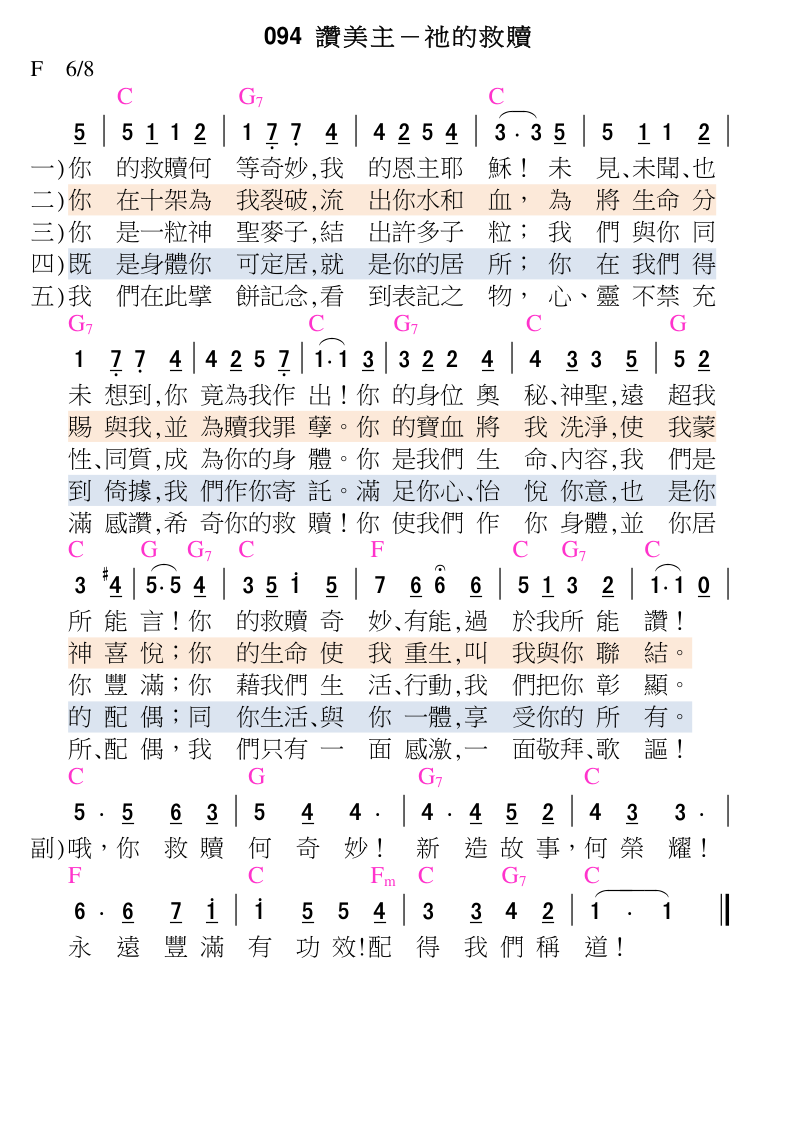 094 讚美主－祂的救贖
F 6/8
C G7 C
5 | 5 1 1 2 | 1 7 7 4 | 4 2 5 4 | 3 · 3 5 | 5 1 1 2 |
一)你 的救贖何 等奇妙,我 的恩主耶 穌！ 未 見、未聞、也
二)你 在十架為 我裂破,流 出你水和 血， 為 將 生命 分
三)你 是一粒神 聖麥子,結 出許多子 粒； 我 們 與你 同
四)既 是身體你 可定居,就 是你的居 所； 你 在 我們 得
五)我 們在此擘 餅記念,看 到表記之 物， 心、靈 不禁 充
G7 C G7 C G
1 7 7 4 | 4 2 5 7 | 1· 1 3 | 3 2 2 4 | 4 3 3 5 | 5 2
未 想到,你 竟為我作 出！你 的身位 奧 秘、神聖,遠 超我
賜 與我,並 為贖我罪 孽。你 的寶血 將 我 洗淨,使 我蒙
性、同質,成 為你的身 體。你 是我們 生 命、內容,我 們是
到 倚據,我 們作你寄 託。滿 足你心、怡 悅 你意,也 是你
滿 感讚,希 奇你的救 贖！你 使我們 作 你 身體,並 你居
C G G7 C F C G7 C
3 #4 | 5· 5 4 | 3 5 1 5 | 7 6 6 6 | 5 1 3 2 | 1· 1 0 |
所 能 言！你 的救贖 奇 妙、有能,過 於我所 能 讚！
神 喜 悅；你 的生命 使 我 重生,叫 我與你 聯 結。
你 豐 滿；你 藉我們 生 活、行動,我 們把你 彰 顯。
的 配 偶；同 你生活、與 你 一體,享 受你的 所 有。
所、配 偶，我 們只有 一 面 感激,一 面敬拜、歌 謳！
C G G7 C
5 · 5 6 3 | 5 4 4 · | 4 · 4 5 2 | 4 3 3 · |
副)哦，你 救 贖 何 奇 妙！ 新 造 故 事，何 榮 耀！
F C Fm C G7 C
6 · 6 7 1 | 1 5 5 4 | 3 3 4 2 | 1 · 1 ‖
永 遠 豐 滿 有 功 效!配 得 我 們 稱 道！